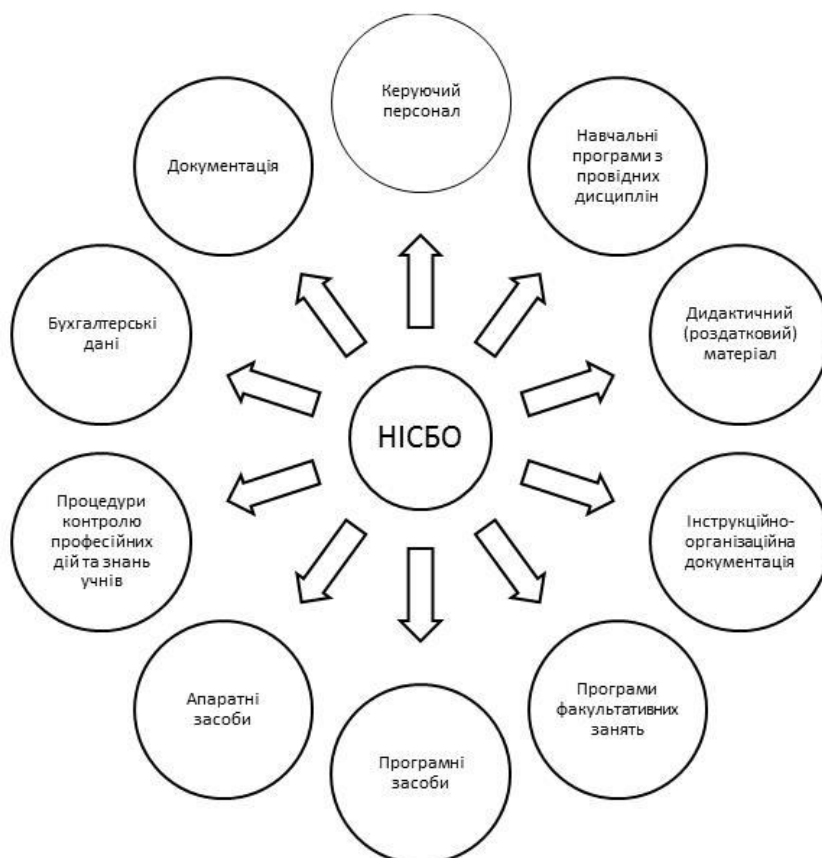 Керуючий
персонал
Навчальні
програми з
провідних
дисциплін
Дидактичний
(роздатковий)
матеріал
Інструкційно-
організаційна
документація
Програми
факультативних
занять
Програмні
засоби
Апаратні
засоби
Процедури
контролю
професійних
дій та знань
учнів
Бухгалтерські
дані
Документація
НІСБО